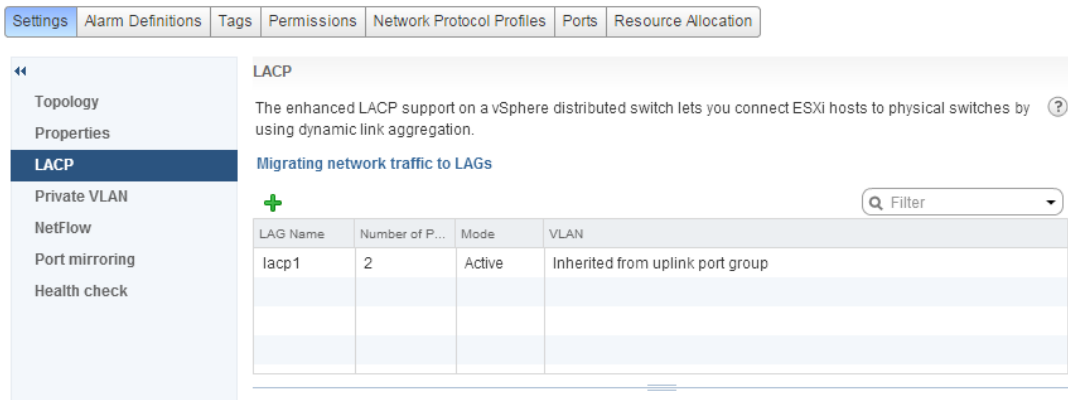 Settings Alarm Definitions Tags Permissions Network Protocol Profiles Ports Resource Allocation
Topology
Properties
LACP
Private VLAN
NetFlow
Port mirroring
Health check
LACP
The enhanced LACP support on a vSphere distributed switch lets you connect ESXi hosts to physical switches by
using dynamic link aggregation.
?
Migrating network traffic to LAGs
Filter
LAG Name Number of P... Mode VLAN
lacp1 2 Active Inherited from uplink port group